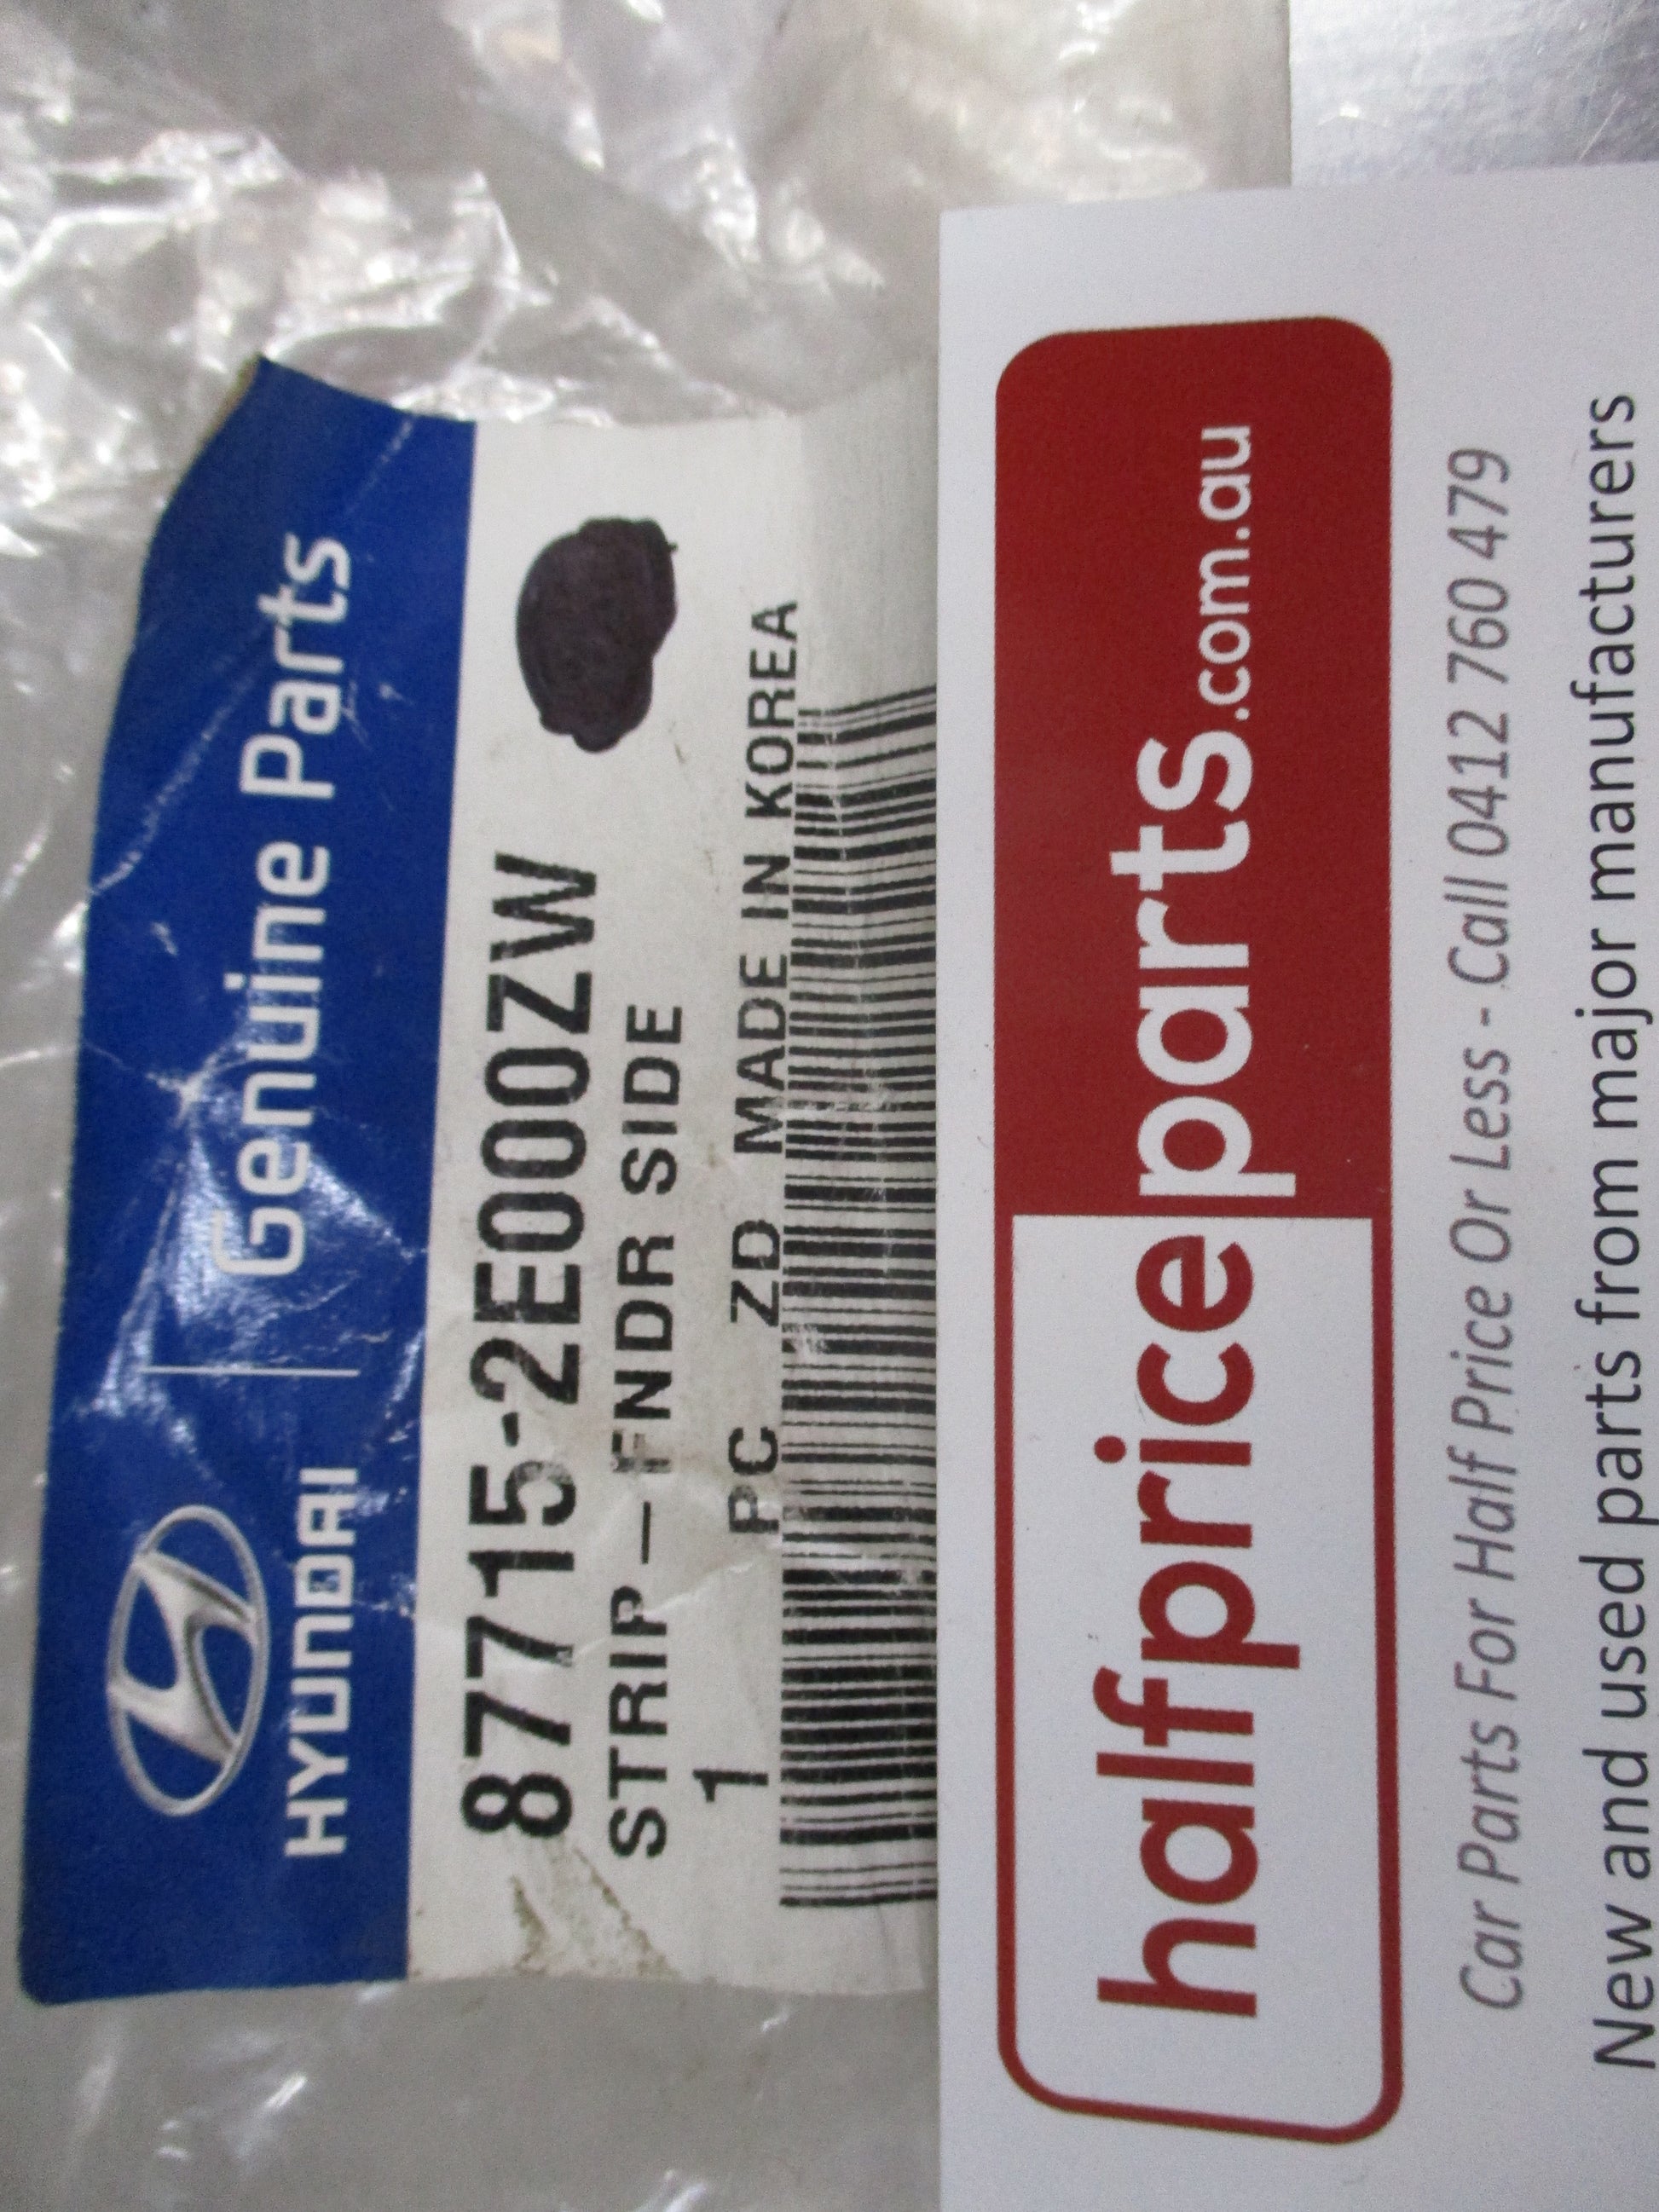 HYUNDAI | Genuine Parts
87715-2E000ZW
STRIP – FNDR SIDE
1 PC ZD MADE IN KOREA
halfpriceparts.com.au
Car Parts For Half Price Or Less - Call 0412 760 479
New and used parts from major manufacturers